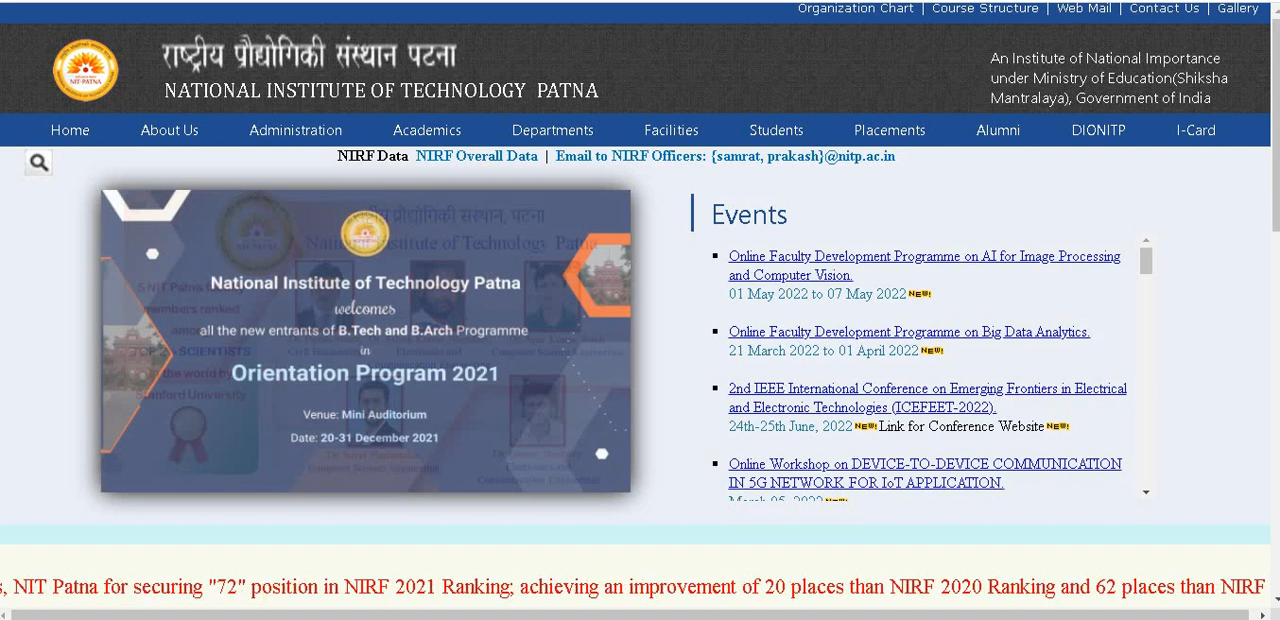 Organization Chart | Course Structure | Web Mail | Contact Us | Gallery
राष्ट्रीय प्रौद्योगिकी संस्थान पटना
NATIONAL INSTITUTE OF TECHNOLOGY PATNA
An Institute of National Importance
under Ministry of Education(Shiksha
Mantralaya), Government of India
NIT-PATNA
Home About Us Administration Academics Departments Facilities Students Placements Alumni DIONITP I-Card
NIRF Data NIRF Overall Data | Email to NIRF Officers: {samrat, prakash}@nitp.ac.in
National Institute of Technology Patna
welcomes
all the new entrants of B.Tech and B.Arch Programme
in
Orientation Program 2021
Venue: Mini Auditorium
Date: 20-31 December 2021
Events
Online Faculty Development Programme on AI for Image Processing
and Computer Vision.
01 May 2022 to 07 May 2022 NEW!
Online Faculty Development Programme on Big Data Analytics.
21 March 2022 to 01 April 2022 NEW!
2nd IEEE International Conference on Emerging Frontiers in Electrical
and Electronic Technologies (ICEFEET-2022).
24th-25th June, 2022 NEW! Link for Conference Website NEW!
Online Workshop on DEVICE-TO-DEVICE COMMUNICATION
IN 5G NETWORK FOR IoT APPLICATION.
March 05, 2022 NEW!
s, NIT Patna for securing "72" position in NIRF 2021 Ranking; achieving an improvement of 20 places than NIRF 2020 Ranking and 62 places than NIRF